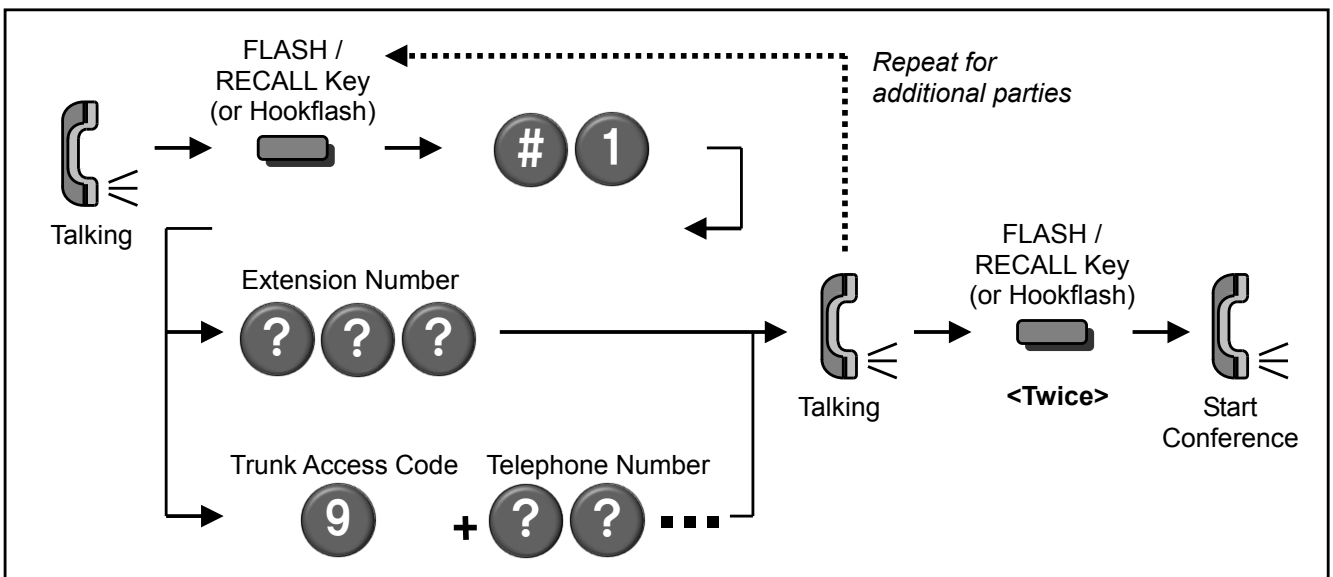 FLASH /
RECALL Key
(or Hookflash)
Repeat for
additional parties
# 1
Talking
Extension Number
? ? ?
Trunk Access Code
Telephone Number
9 + ? ? ...
Talking
FLASH /
RECALL Key
(or Hookflash)
<Twice>
Start
Conference